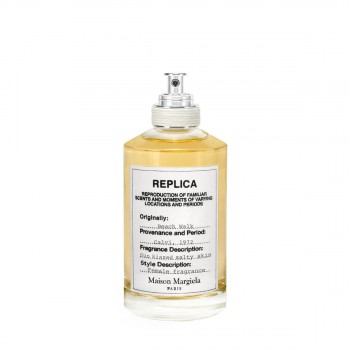 REPLICA
REPRODUCTION OF FAMILIAR
SCENTS AND MOMENTS OF VARYING
LOCATIONS AND PERIODS
Originally:
Beach Walk
Provenance and Period:
Calvi, 1972
Fragrance Description:
Sun kissed salty skin
Style Description:
Female fragrance
Maison Margiela
PARIS